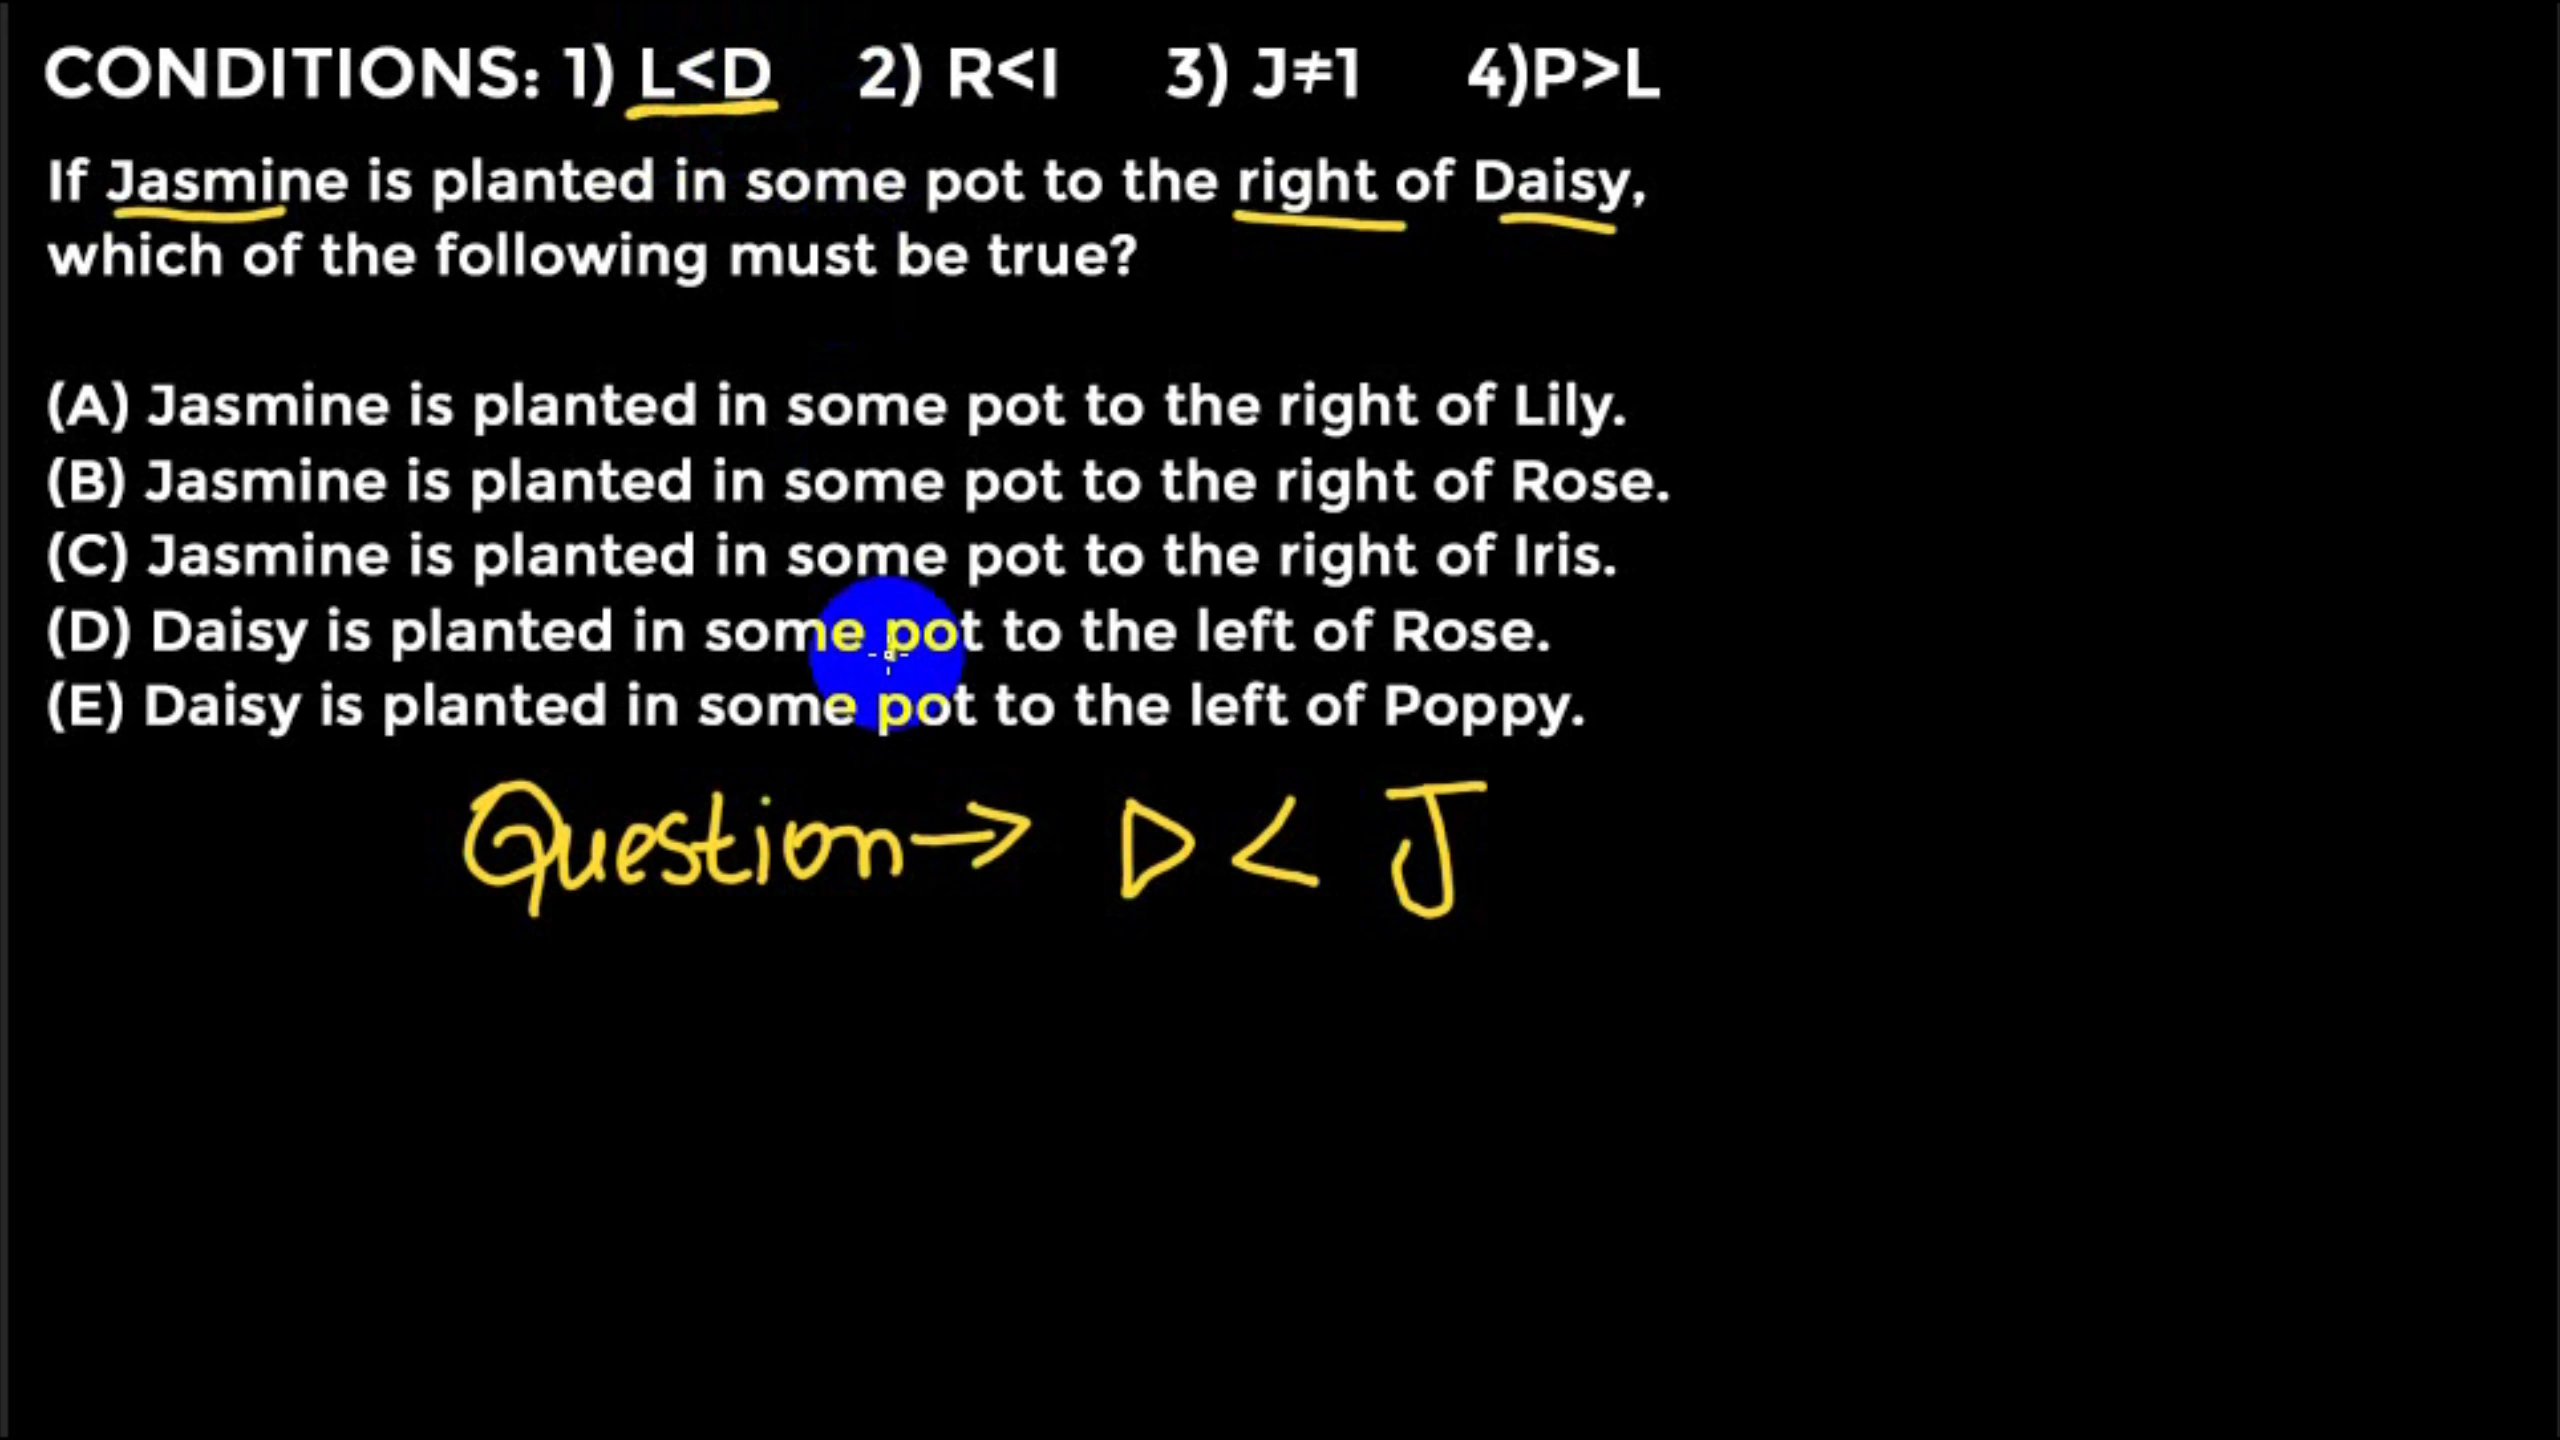 CONDITIONS: 1) L<D 2) R<I 3) J≠1 4)P>L
If Jasmine is planted in some pot to the right of Daisy,
which of the following must be true?
(A) Jasmine is planted in some pot to the right of Lily.
(B) Jasmine is planted in some pot to the right of Rose.
(C) Jasmine is planted in some pot to the right of Iris.
(D) Daisy is planted in some pot to the left of Rose.
(E) Daisy is planted in some pot to the left of Poppy.
Question→ D < J